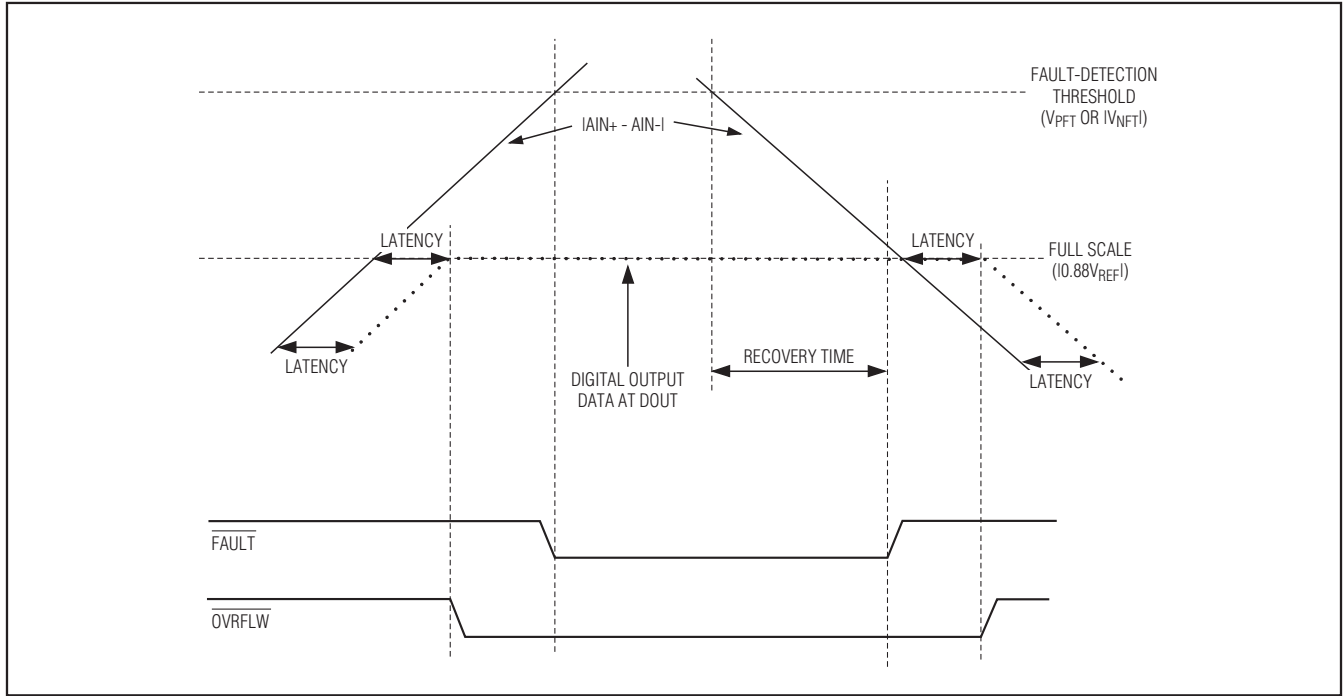 FAULT-DETECTION
THRESHOLD
(VPFT OR |VNFT|)
|AIN+ - AIN-|
LATENCY
LATENCY
FULL SCALE
(|0.88VREF|)
LATENCY
RECOVERY TIME
DIGITAL OUTPUT
DATA AT DOUT
LATENCY
FAULT
OVRFLW